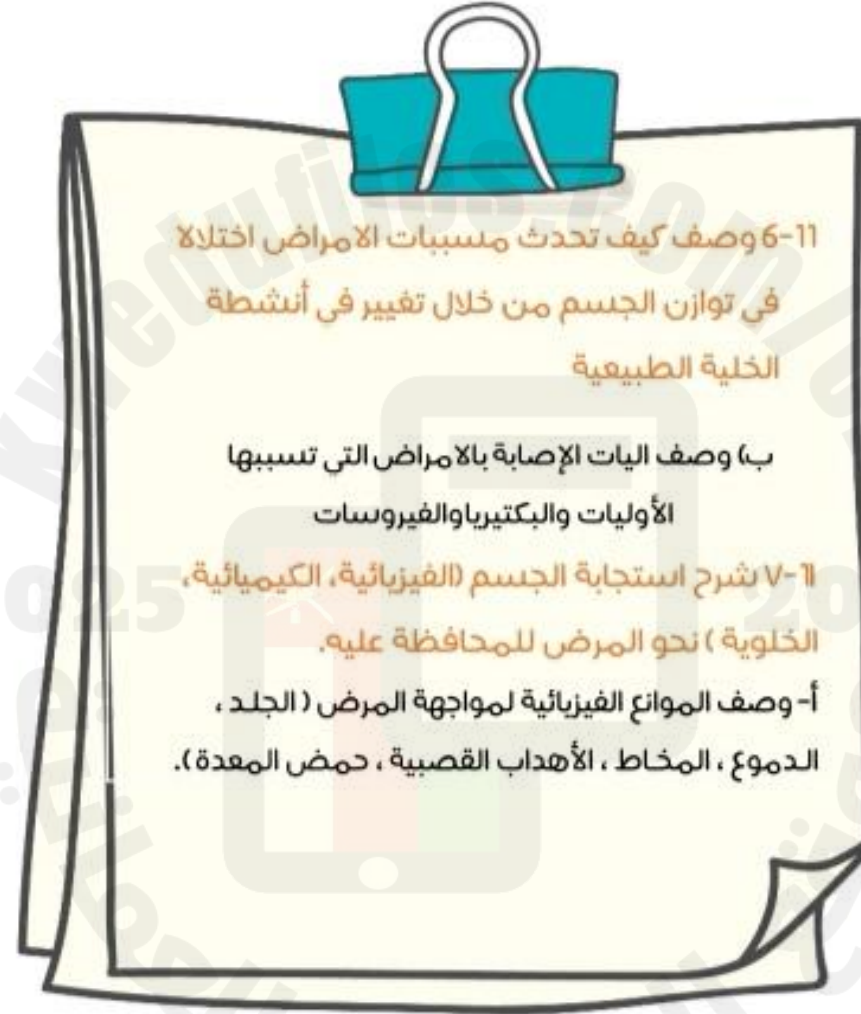 11-6 وصف كيف تحدث مسببات الامراض اختلالا
في توازن الجسم من خلال تغيير في أنشطة
الخلية الطبيعية
ب) وصف اليات الإصابة بالامراض التي تسببها
الأوليات والبكتيرياوالفيروسات
11-٧ شرح استجابة الجسم (الفيزيائية، الكيميائية،
الخلوية ) نحو المرض للمحافظة عليه.
أ- وصف الموانع الفيزيائية لمواجهة المرض ( الجلد ،
الدموع ، المخاط ، الأهداب القصبية ، حمض المعدة ).